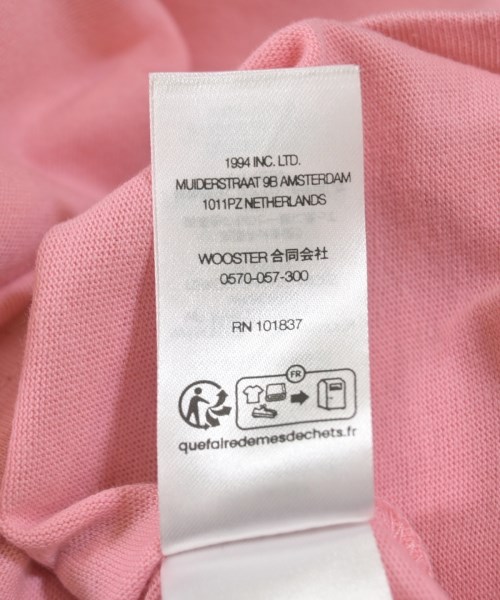 1994 INC. LTD.
MUIDERSTRAAT 9B AMSTERDAM
1011PZ NETHERLANDS
WOOSTER 合同会社
0570-057-300
RN 101837
FR
quefairedemesdechets.fr